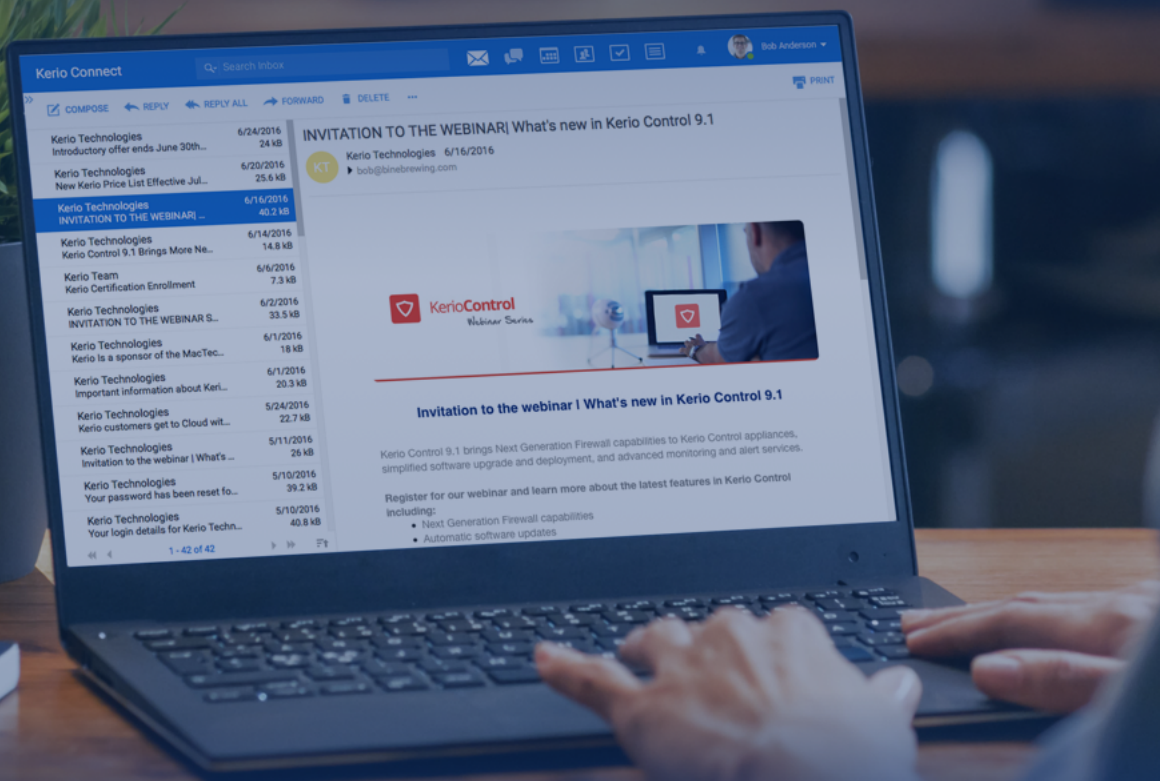 Kerio Connect
Search Inbox
Bob Anderson
COMPOSE
REPLY
REPLY ALL
FORWARD
DELETE
PRINT
Kerio Technologies 6/24/2016
Introductory offer ends June 30th... 24 kB
Kerio Technologies 6/20/2016
New Kerio Price List Effective Jul... 25.6 kB
Kerio Technologies 6/16/2016
INVITATION TO THE WEBINAR| ... 40.2 kB
Kerio Technologies 6/14/2016
Kerio Control 9.1 Brings More Ne... 14.8 kB
Kerio Team 6/6/2016
Kerio Certification Enrollment 7.3 kB
Kerio Technologies 6/2/2016
INVITATION TO THE WEBINAR S... 33.5 kB
Kerio Technologies 6/1/2016
Kerio Is a sponsor of the MacTec... 18 kB
Kerio Technologies 6/1/2016
Important information about Keri... 20.3 kB
Kerio Technologies 5/24/2016
Kerio customers get to Cloud wit... 22.7 kB
Kerio Technologies 5/11/2016
Invitation to the webinar | What's ... 26 kB
Kerio Technologies 5/10/2016
Your password has been reset fo... 39.2 kB
Kerio Technologies 5/10/2016
Your login details for Kerio Techn... 40.8 kB
1 - 42 of 42
INVITATION TO THE WEBINAR| What's new in Kerio Control 9.1
KT
Kerio Technologies 6/16/2016
bob@binebrewing.com
KerioControl
Webinar Series
Invitation to the webinar | What's new in Kerio Control 9.1
Kerio Control 9.1 brings Next Generation Firewall capabilities to Kerio Control appliances,
simplified software upgrade and deployment, and advanced monitoring and alert services.
Register for our webinar and learn more about the latest features in Kerio Control
including:
• Next Generation Firewall capabilities
• Automatic software updates